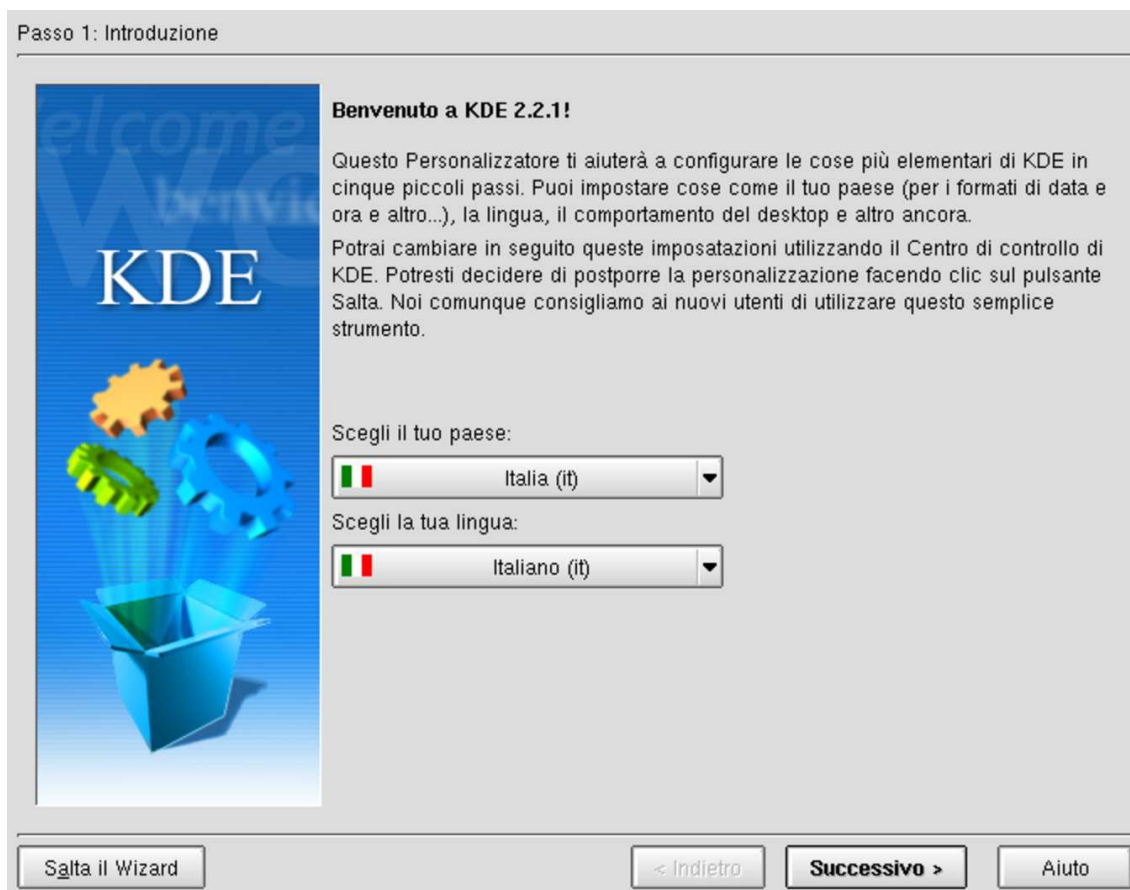 Passo 1: Introduzione
Welcome
We
benvie
KDE
Benvenuto a KDE 2.2.1!
Questo Personalizzatore ti aiuterà a configurare le cose più elementari di KDE in
cinque piccoli passi. Puoi impostare cose come il tuo paese (per i formati di data e
ora e altro...), la lingua, il comportamento del desktop e altro ancora.
Potrai cambiare in seguito queste imposatazioni utilizzando il Centro di controllo di
KDE. Potresti decidere di postporre la personalizzazione facendo clic sul pulsante
Salta. Noi comunque consigliamo ai nuovi utenti di utilizzare questo semplice
strumento.
Scegli il tuo paese:
Italia (it)
Scegli la tua lingua:
Italiano (it)
Salta il Wizard
< Indietro
Successivo >
Aiuto